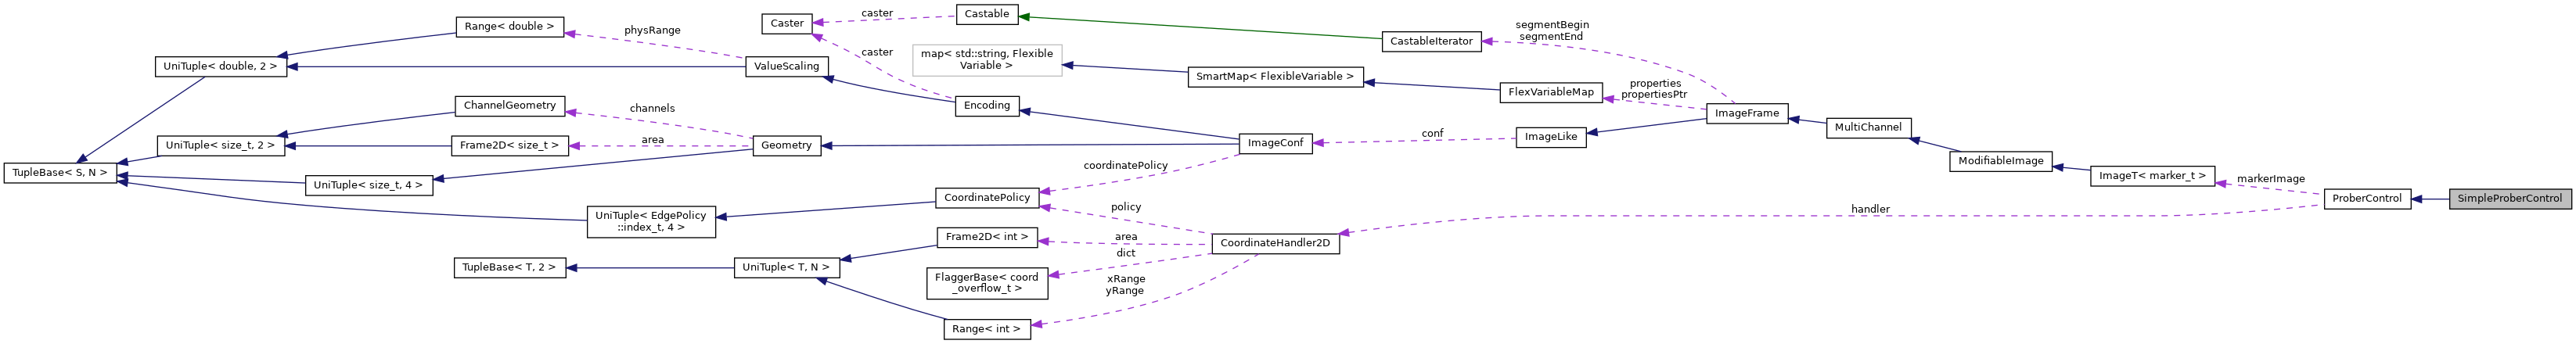 Castable
caster
Caster
Range< double >
segmentBegin
segmentEnd
physRange
CastableIterator
caster
map< std::string, Flexible
Variable >
UniTuple< double, 2 >
ValueScaling
SmartMap< FlexibleVariable >
properties
propertiesPtr
FlexVariableMap
ChannelGeometry
channels
Encoding
ImageFrame
MultiChannel
conf
ImageLike
area
UniTuple< size_t, 2 >
Frame2D< size_t >
Geometry
ImageConf
ModifiableImage
coordinatePolicy
TupleBase< S, N >
ImageT< marker_t >
markerImage
UniTuple< size_t, 4 >
CoordinatePolicy
ProberControl
SimpleProberControl
policy
handler
UniTuple< EdgePolicy
::index_t, 4 >
Frame2D< int >
area
CoordinateHandler2D
dict
TupleBase< T, 2 >
UniTuple< T, N >
FlaggerBase< coord
_overflow_t >
xRange
yRange
Range< int >